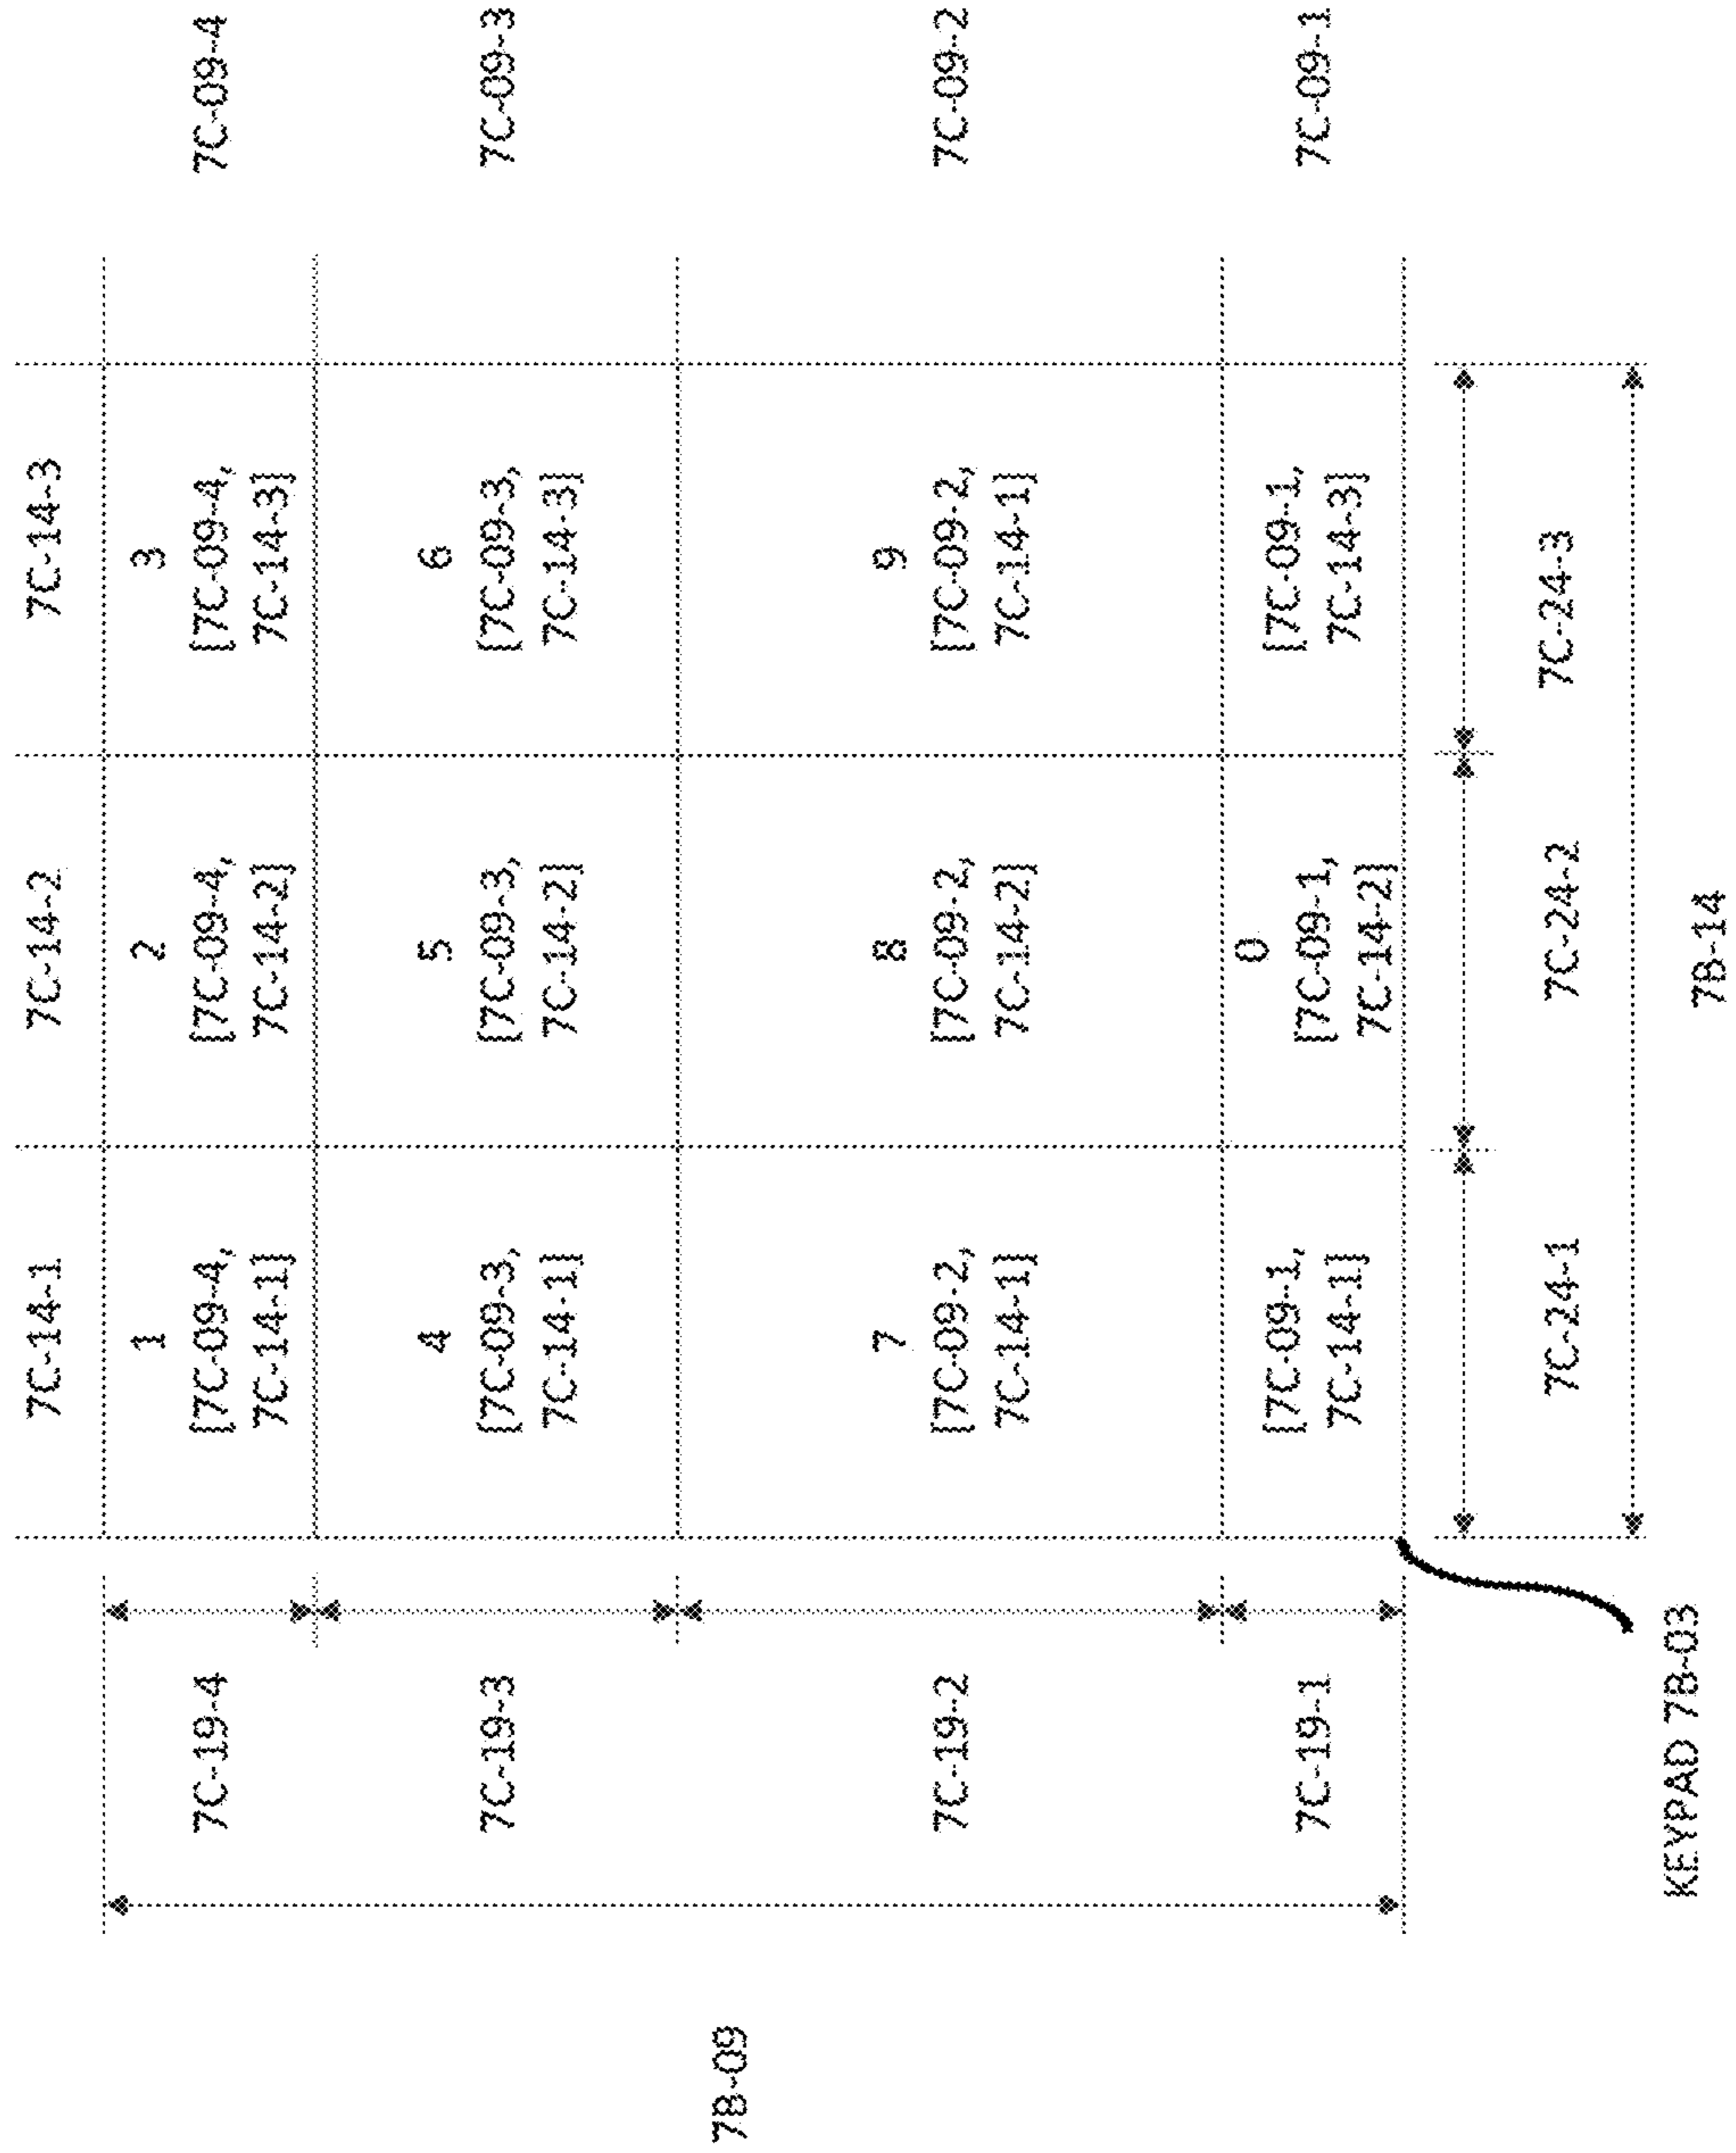 7C-14-1
7C-14-2
7C-14-3
7C-19-4
1
[7C-09-4,
7C-14-1]
2
[7C-09-4,
7C-14-2]
3
[7C-09-4,
7C-14-3]
7C-09-4
7C-19-3
4
[7C-09-3,
7C-14-1]
5
[7C-09-3,
7C-14-2]
6
[7C-09-3,
7C-14-3]
7C-09-3
7B-09
7C-19-2
7
[7C-09-2,
7C-14-1]
8
[7C-09-2,
7C-14-2]
9
[7C-09-2,
7C-14-1]
7C-09-2
7C-19-1
[7C-09-1,
7C-14-1]
0
[7C-09-1,
7C-14-2]
[7C-09-1,
7C-14-3]
7C-09-1
7C-24-1
7C-24-2
7C-24-3
KEYPAD 7B-03
7B-14